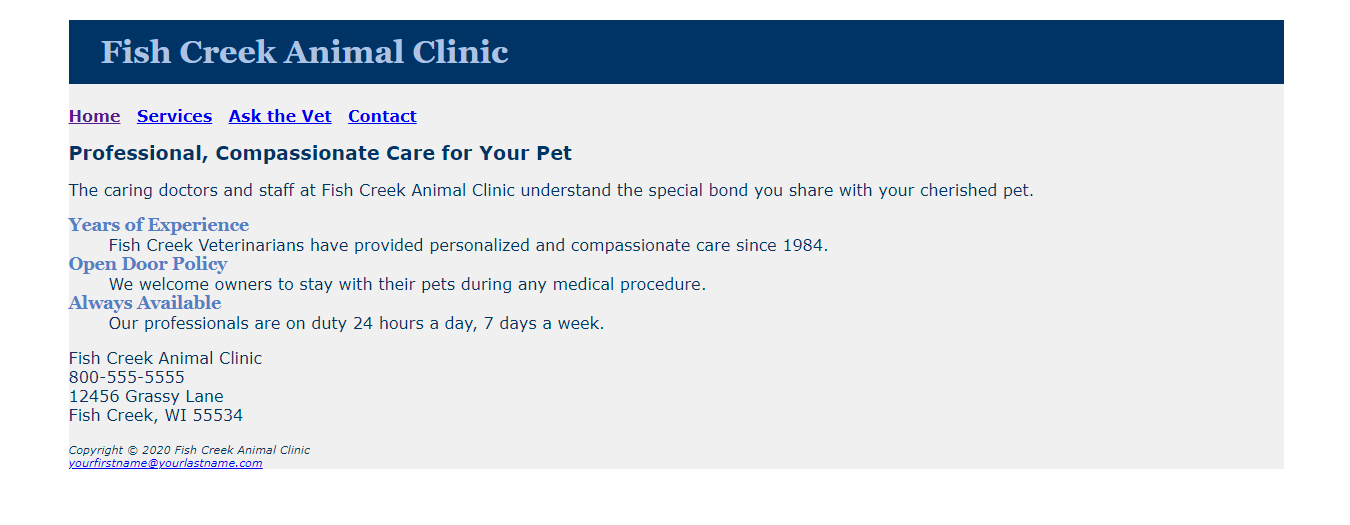 Fish Creek Animal Clinic
Home Services Ask the Vet Contact
Professional, Compassionate Care for Your Pet
The caring doctors and staff at Fish Creek Animal Clinic understand the special bond you share with your cherished pet.
Years of Experience
Fish Creek Veterinarians have provided personalized and compassionate care since 1984.
Open Door Policy
We welcome owners to stay with their pets during any medical procedure.
Always Available
Our professionals are on duty 24 hours a day, 7 days a week.
Fish Creek Animal Clinic
800-555-5555
12456 Grassy Lane
Fish Creek, WI 55534
Copyright © 2020 Fish Creek Animal Clinic
yourfirstname@yourlastname.com